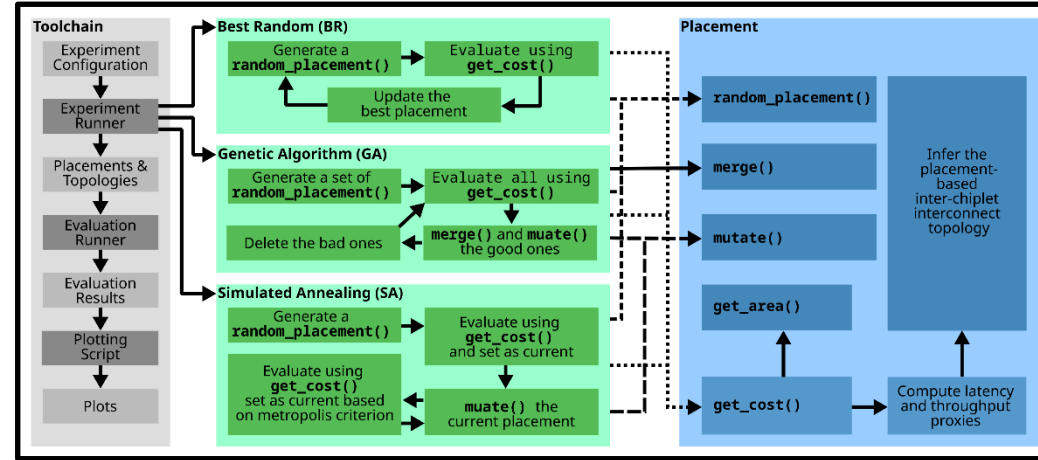 Toolchain
Experiment
Configuration
Experiment
Runner
Placements &
Topologies
Evaluation
Runner
Evaluation
Results
Plotting
Script
Plots
Best Random (BR)
Generate a
random_placement()
Evaluate using
get_cost()
Update the
best placement
Genetic Algorithm (GA)
Generate a set of
random_placement()
Evaluate all using
get_cost()
Delete the bad ones
merge() and muate()
the good ones
Simulated Annealing (SA)
Generate a
random_placement()
Evaluate using
get_cost()
and set as current
Evaluate using
get_cost()
set as current based
on metropolis criterion
muate() the
current placement
Placement
random_placement()
merge()
mutate()
get_area()
get_cost()
Infer the
placement-
based
inter-chiplet
interconnect
topology
Compute latency
and throughput
proxies